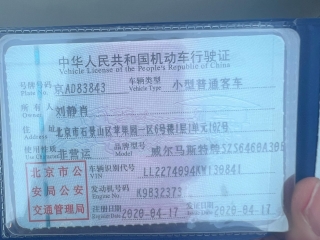 中华人民共和国机动车行驶证
Vehicle License of the People's Republic of China
号牌号码 京AD83843 车辆类型 小型普通客车
Plate No. Vehicle Type
所有人 刘静肖
Owner
住址 北京市石景山区苹果园一区6号楼1层1单元102号
Address
使用性质 非营运 品牌型号 威尔马斯特牌
Use Character Model
北京市公 车辆识别代号 LLZ274094KW139841
安局公安 VIN
交通管理局 发动机号码 K9B32373
Engine No.
注册日期 2020-04-17 发证日期 2020-04-17
Register Date Issue Date